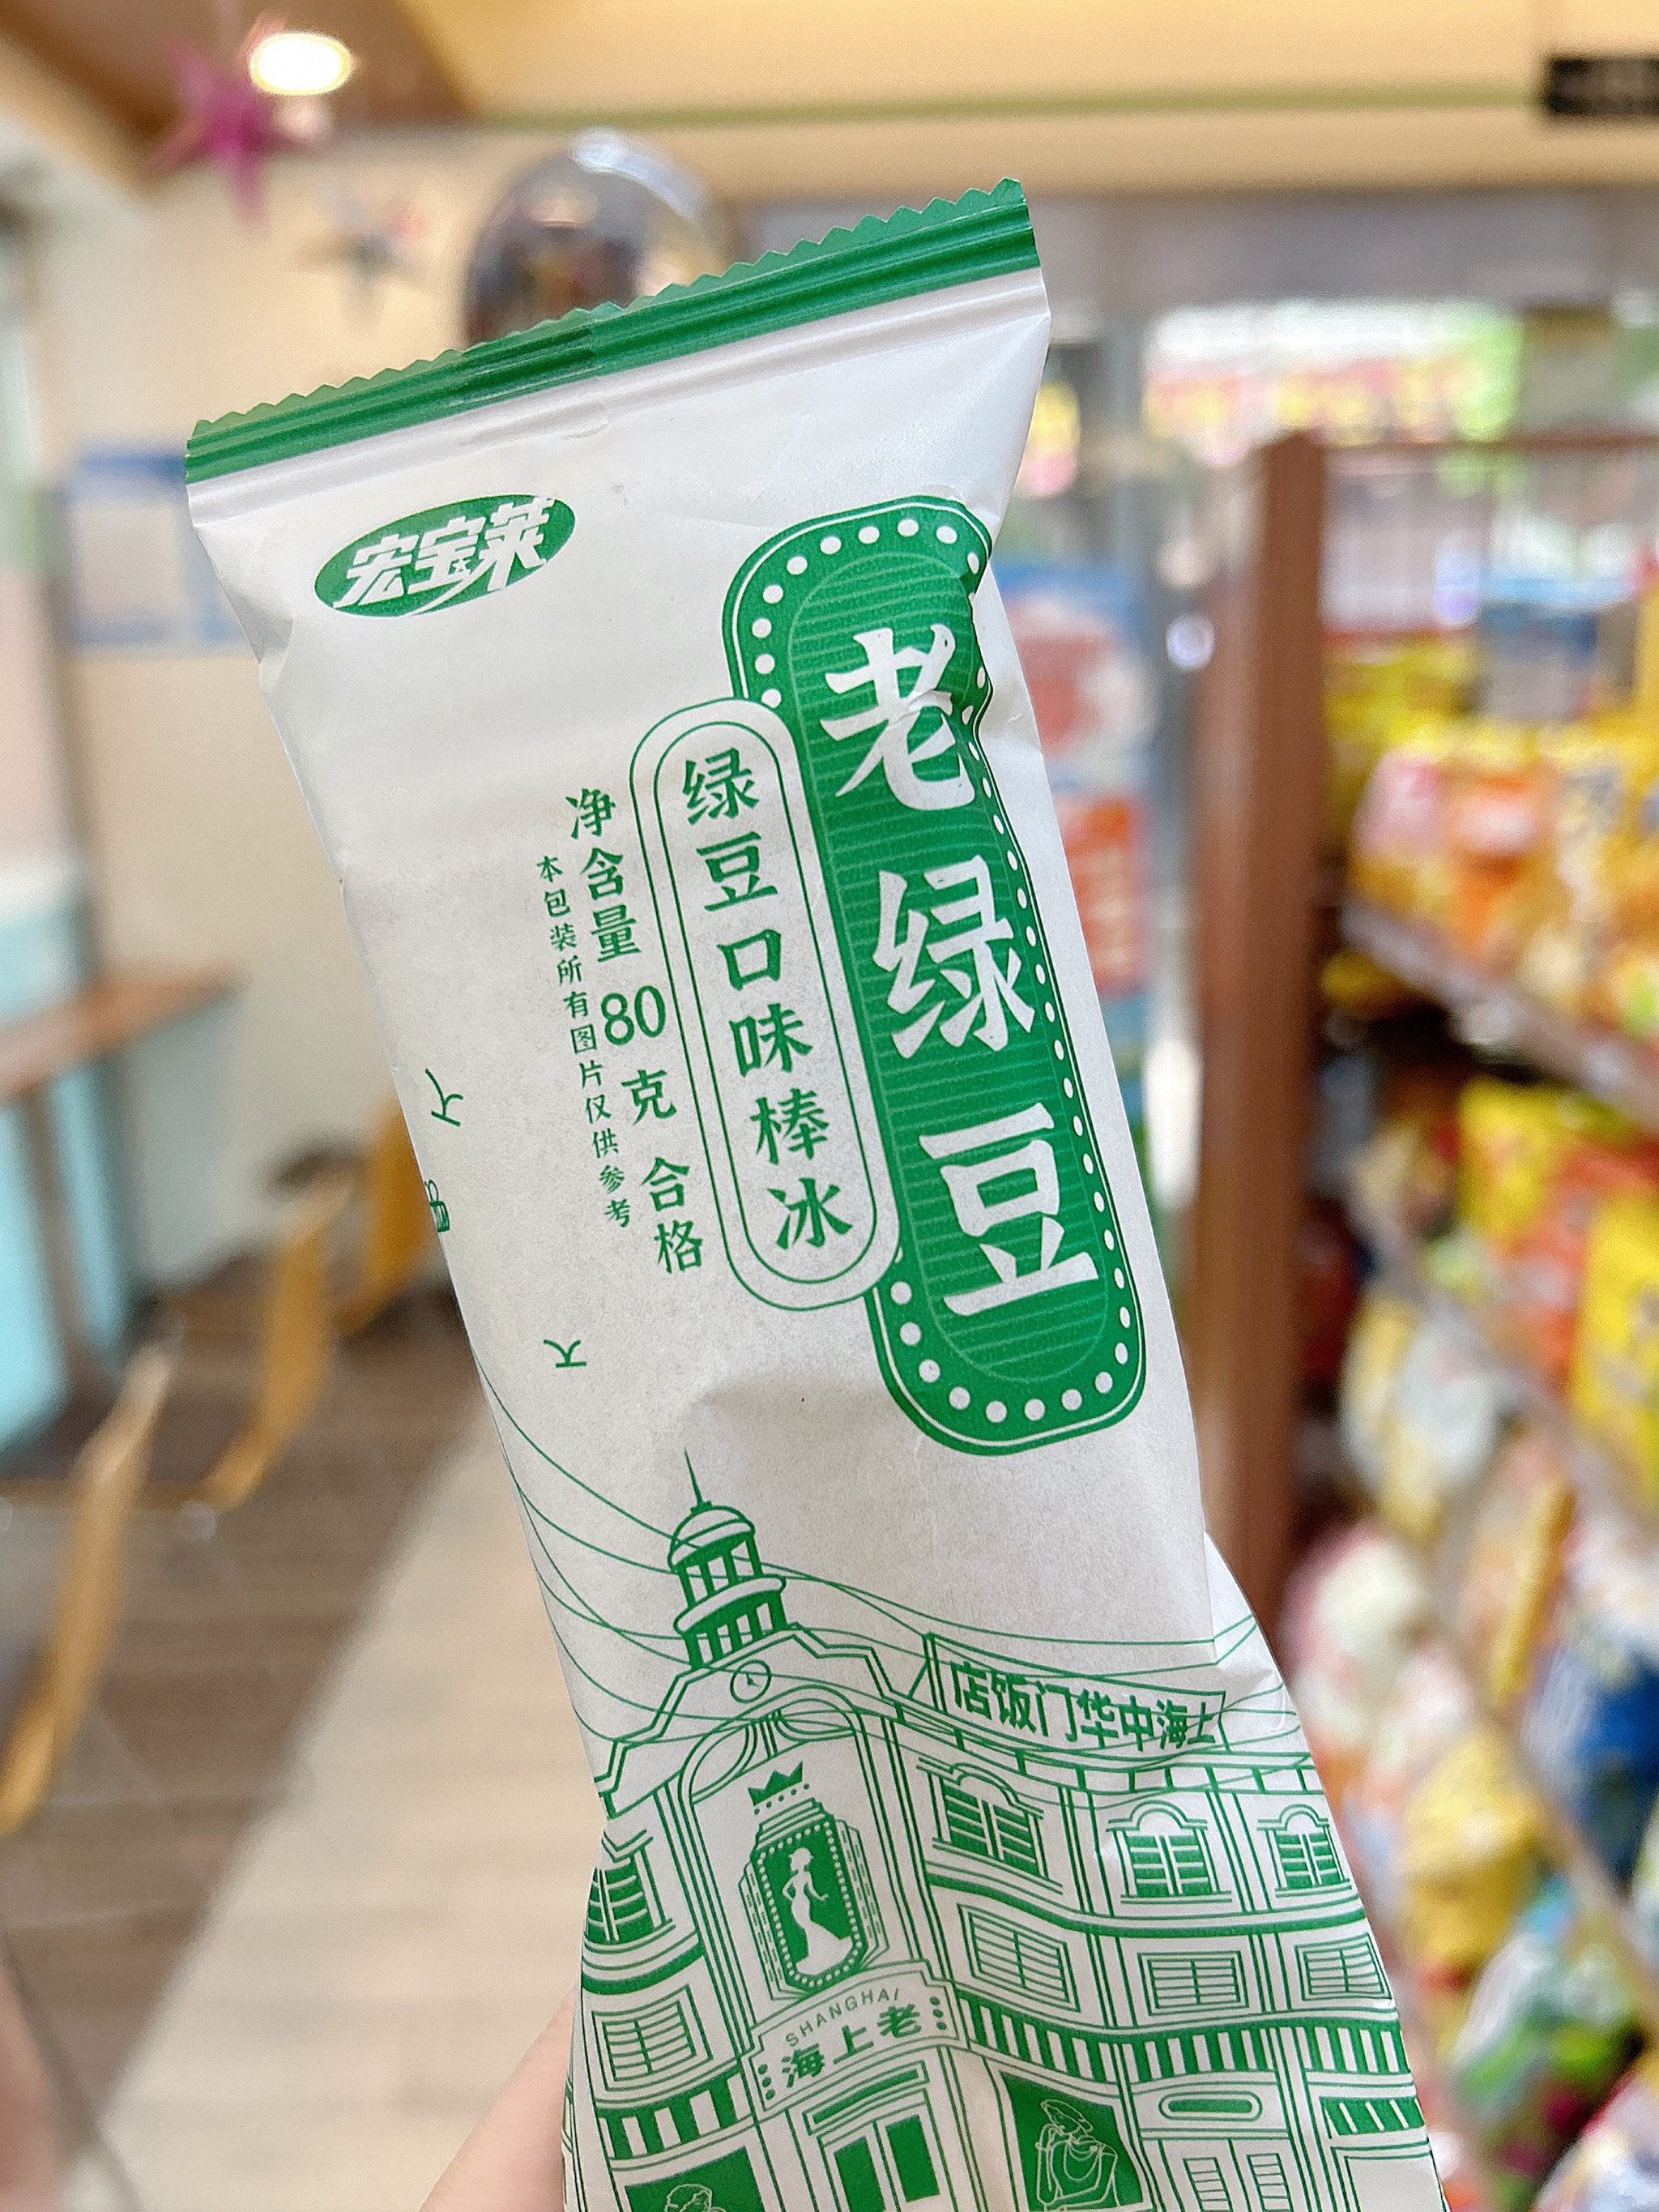 宏宝莱
老绿豆
绿豆口味棒冰
净含量 80 克 合格
本包装所有图片仅供参考
店饭门华中海上
SHANGHAI
海上老